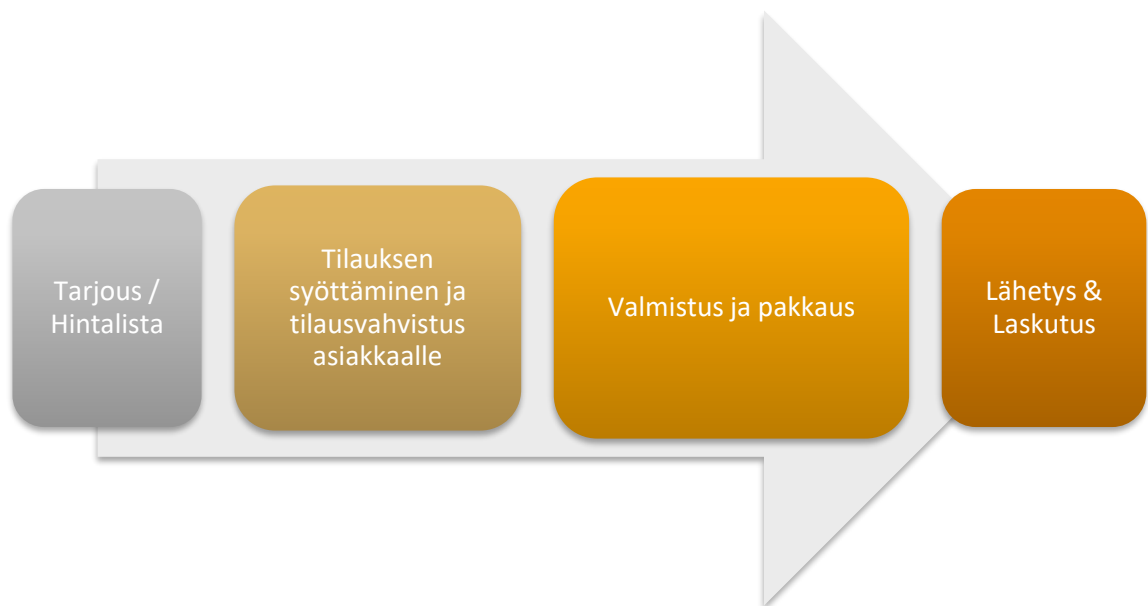 Tarjous /
Hintalista
Tilauksen
syöttäminen ja
tilausvahvistus
asiakkaalle
Valmistus ja pakkaus
Lähetys &
Laskutus